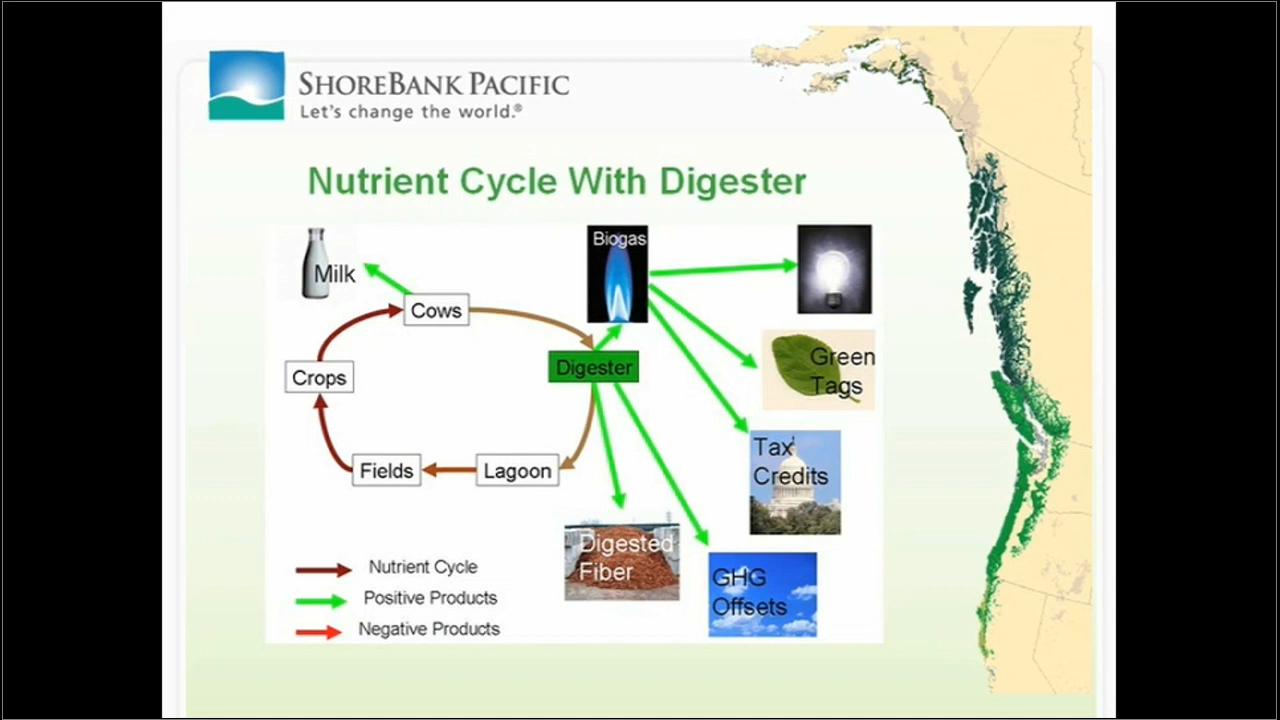 SHOREBANK PACIFIC
Let's change the world.®
Nutrient Cycle With Digester
Biogas
Milk
Cows
Green
Tags
Digester
Crops
Tax
Credits
Fields
Lagoon
Digested
Fiber
GHG
Offsets
Nutrient Cycle
Positive Products
Negative Products